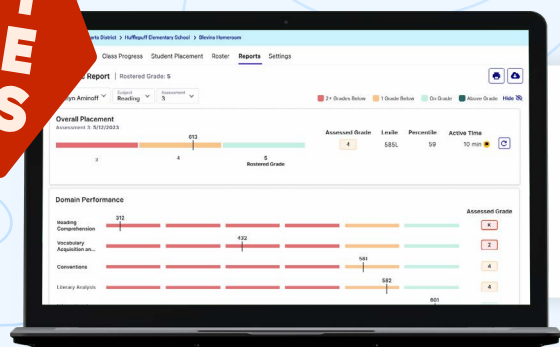 District > Hufflepuff Elementary School > Blevins Homeroom
Class Progress Student Placement Roster Reports Settings
Report | Rostered Grade: 5
Aminoff Subject Reading Assessment 3
2+ Grades Below 1 Grade Below On Grade Above Grade Hide
Overall Placement
Assessment 3: 5/12/2023
Assessed Grade Lexile Percentile Active Time
612
4 585L 59 10 min
3 4 5
Rostered Grade
Domain Performance
Assessed Grade
Reading Comprehension 312 K
Vocabulary Acquisition an... 432 2
Conventions 561 4
Literary Analysis 582 4
601
E
S